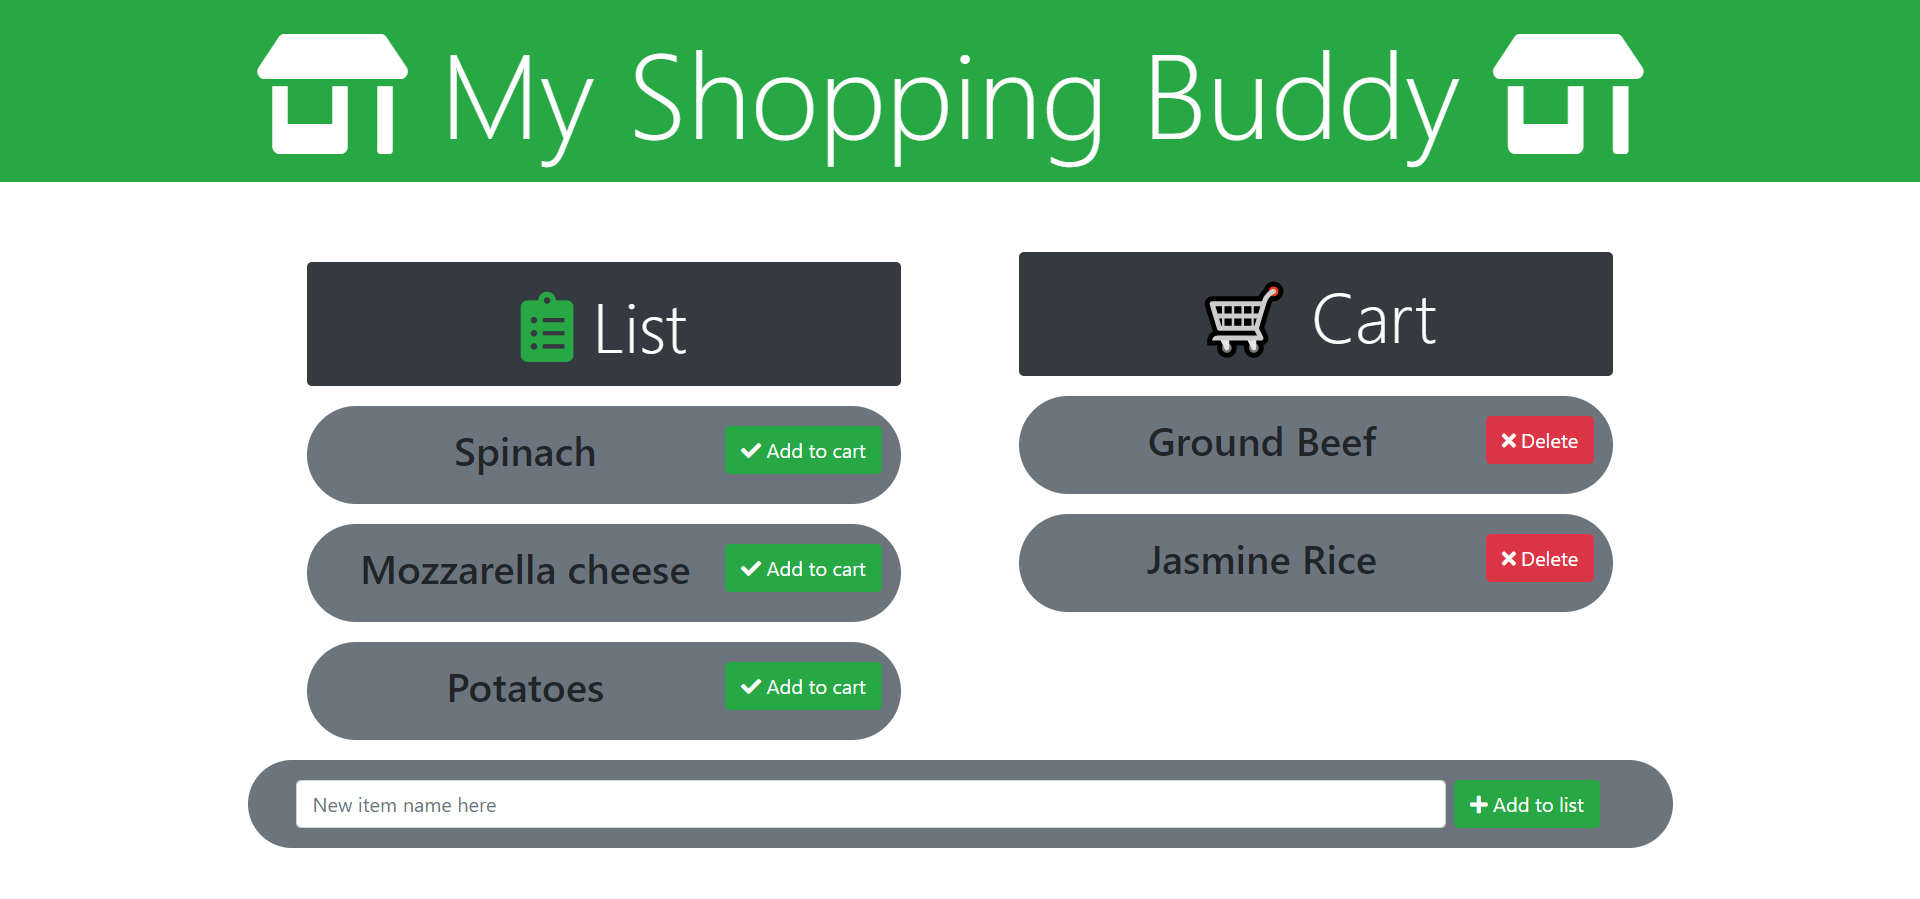 My Shopping Buddy
List
Spinach
Add to cart
Mozzarella cheese
Add to cart
Potatoes
Add to cart
Cart
Ground Beef
Delete
Jasmine Rice
Delete
New item name here
Add to list